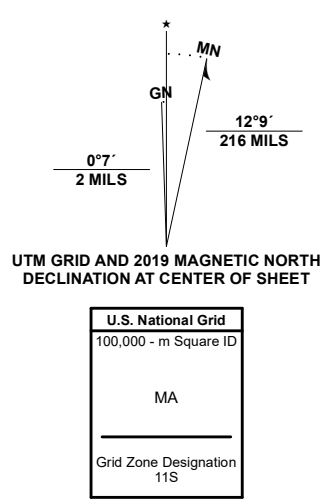 ★
MN
GN
12°9´
216 MILS
0°7´
2 MILS
UTM GRID AND 2019 MAGNETIC NORTH
DECLINATION AT CENTER OF SHEET
U.S. National Grid
100,000 - m Square ID
MA
Grid Zone Designation
11S